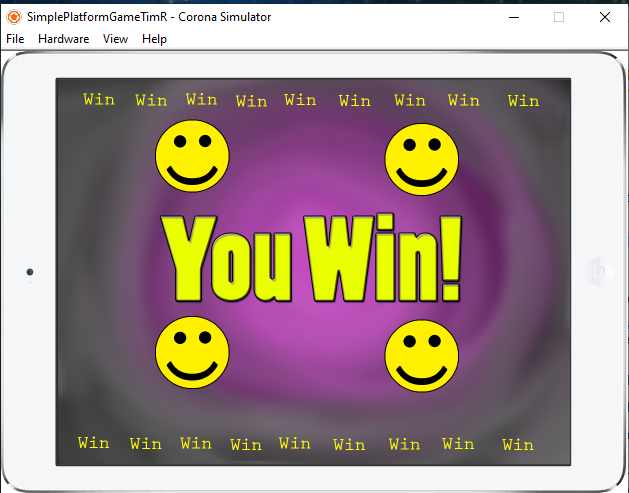 SimplePlatformGameTimR - Corona Simulator
File Hardware View Help
Win Win Win Win Win Win Win Win Win
You Win!
Win Win Win Win Win Win Win Win Win